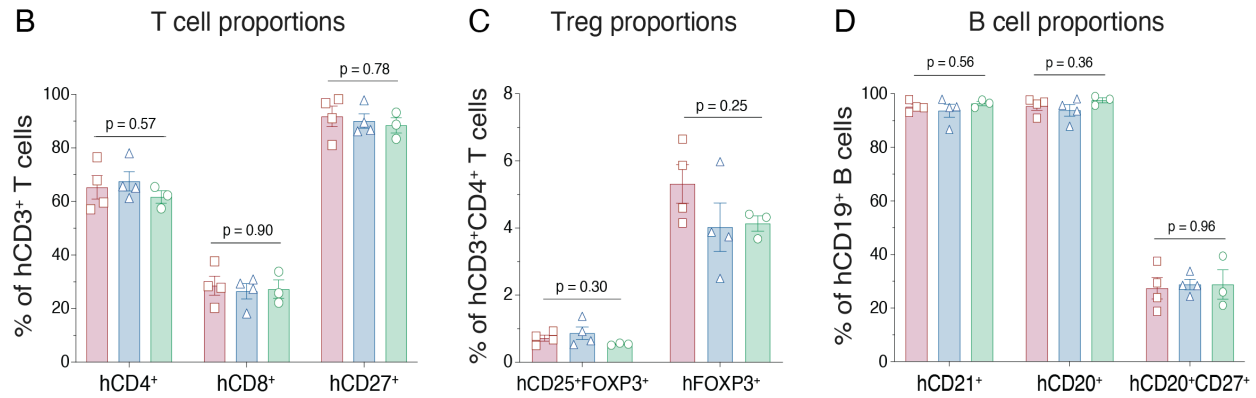 B T cell proportions
% of hCD3⁺ T cells
100
80
60
40
20
0
p = 0.57
p = 0.90
p = 0.78
hCD4⁺ hCD8⁺ hCD27⁺
C Treg proportions
% of hCD3⁺CD4⁺ T cells
8
6
4
2
0
p = 0.30
p = 0.25
hCD25⁺FOXP3⁺ hFOXP3⁺
D B cell proportions
% of hCD19⁺ B cells
100
80
60
40
20
0
p = 0.56
p = 0.36
p = 0.96
hCD21⁺ hCD20⁺ hCD20⁺CD27⁺